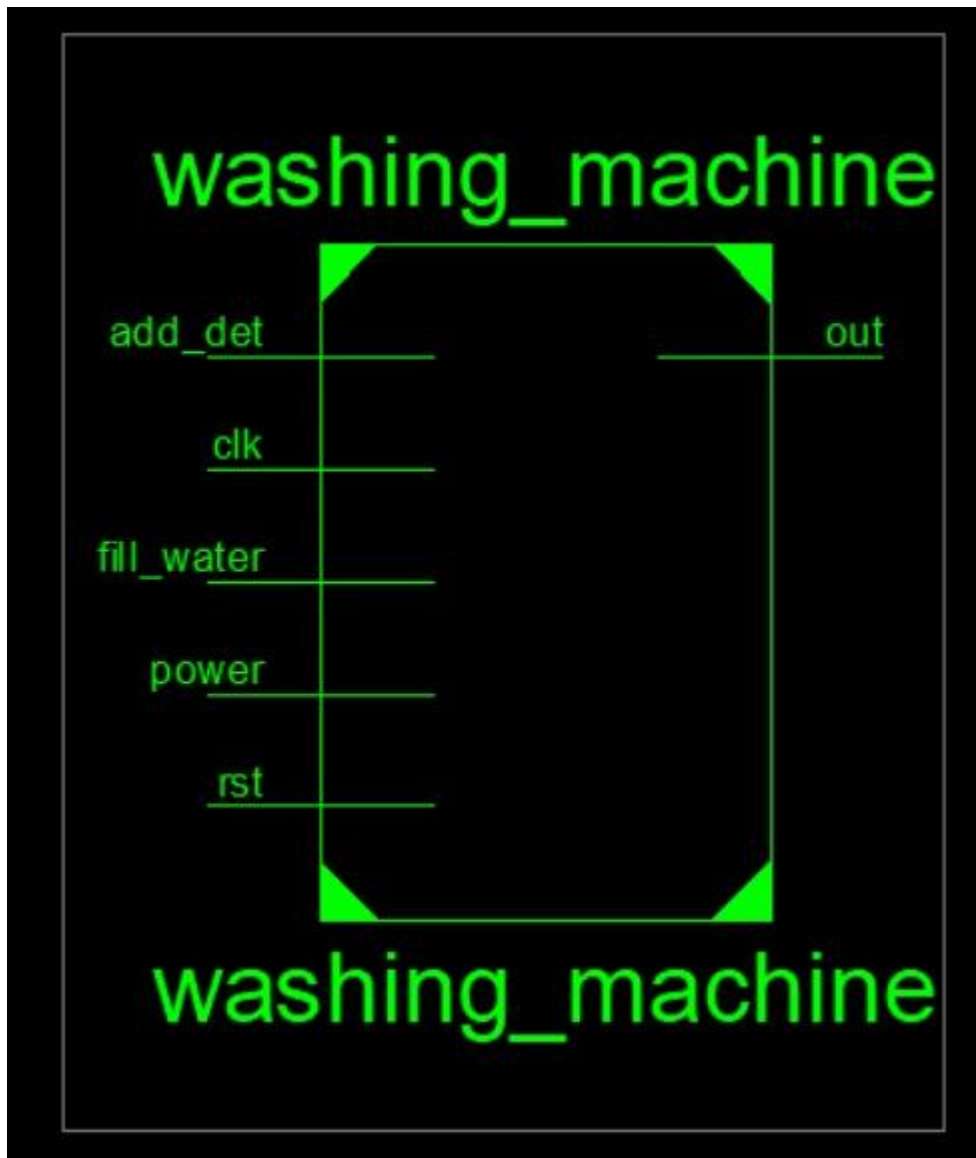 washing_machine
add_det
out
clk
fill_water
power
rst
washing_machine